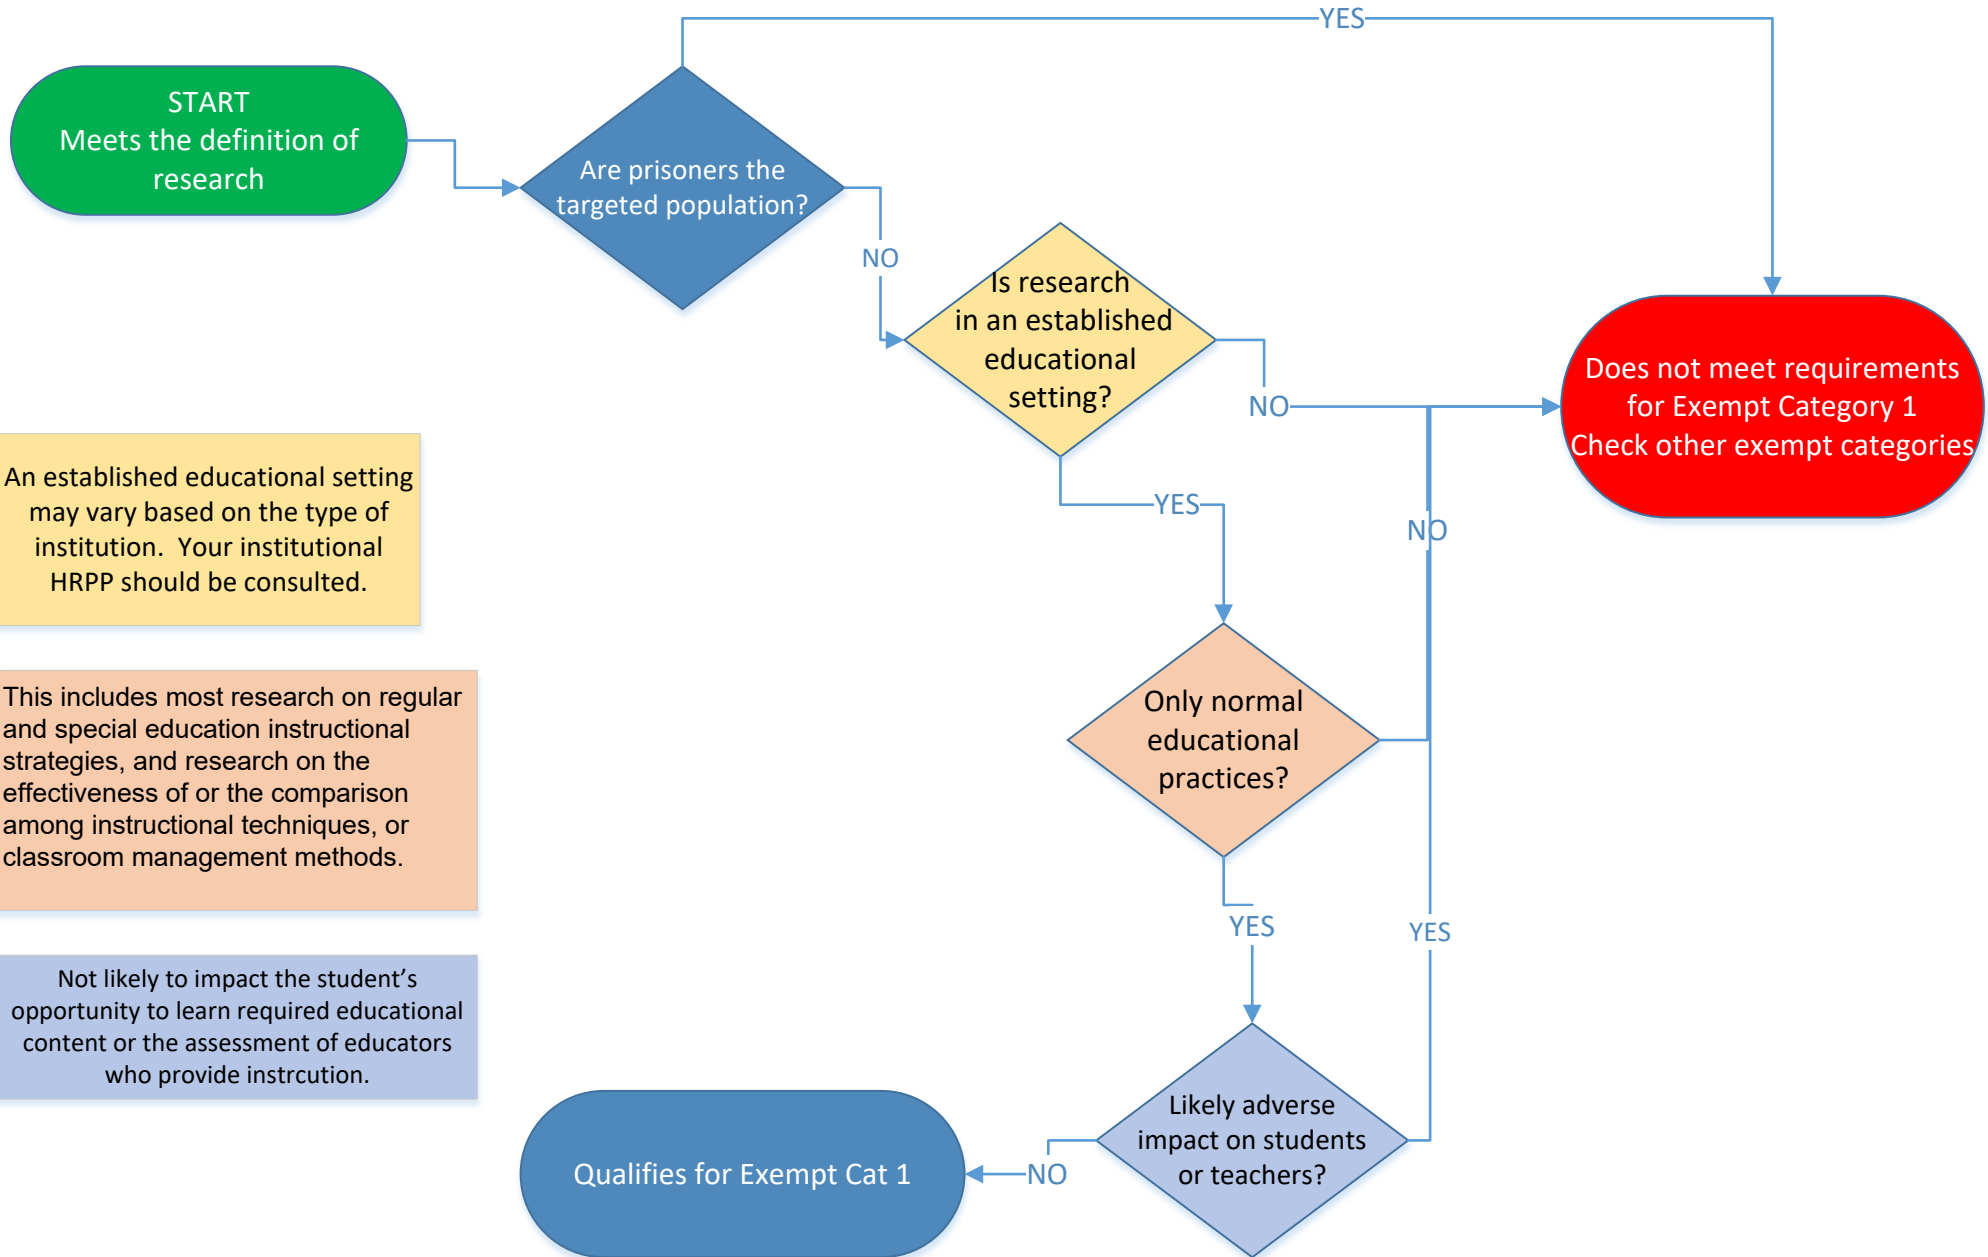 YES
START
Meets the definition of
research
Are prisoners the
targeted population?
NO
Is research
in an established
educational
setting?
NO
Does not meet requirements
for Exempt Category 1
Check other exempt categories
An established educational setting
may vary based on the type of
institution.  Your institutional
HRPP should be consulted.
YES
NO
This includes most research on regular
and special education instructional
strategies, and research on the
effectiveness of or the comparison
among instructional techniques, or
classroom management methods.
Only normal
educational
practices?
YES
YES
Not likely to impact the student’s
opportunity to learn required educational
content or the assessment of educators
who provide instrcution.
Likely adverse
impact on students
or teachers?
NO
Qualifies for Exempt Cat 1